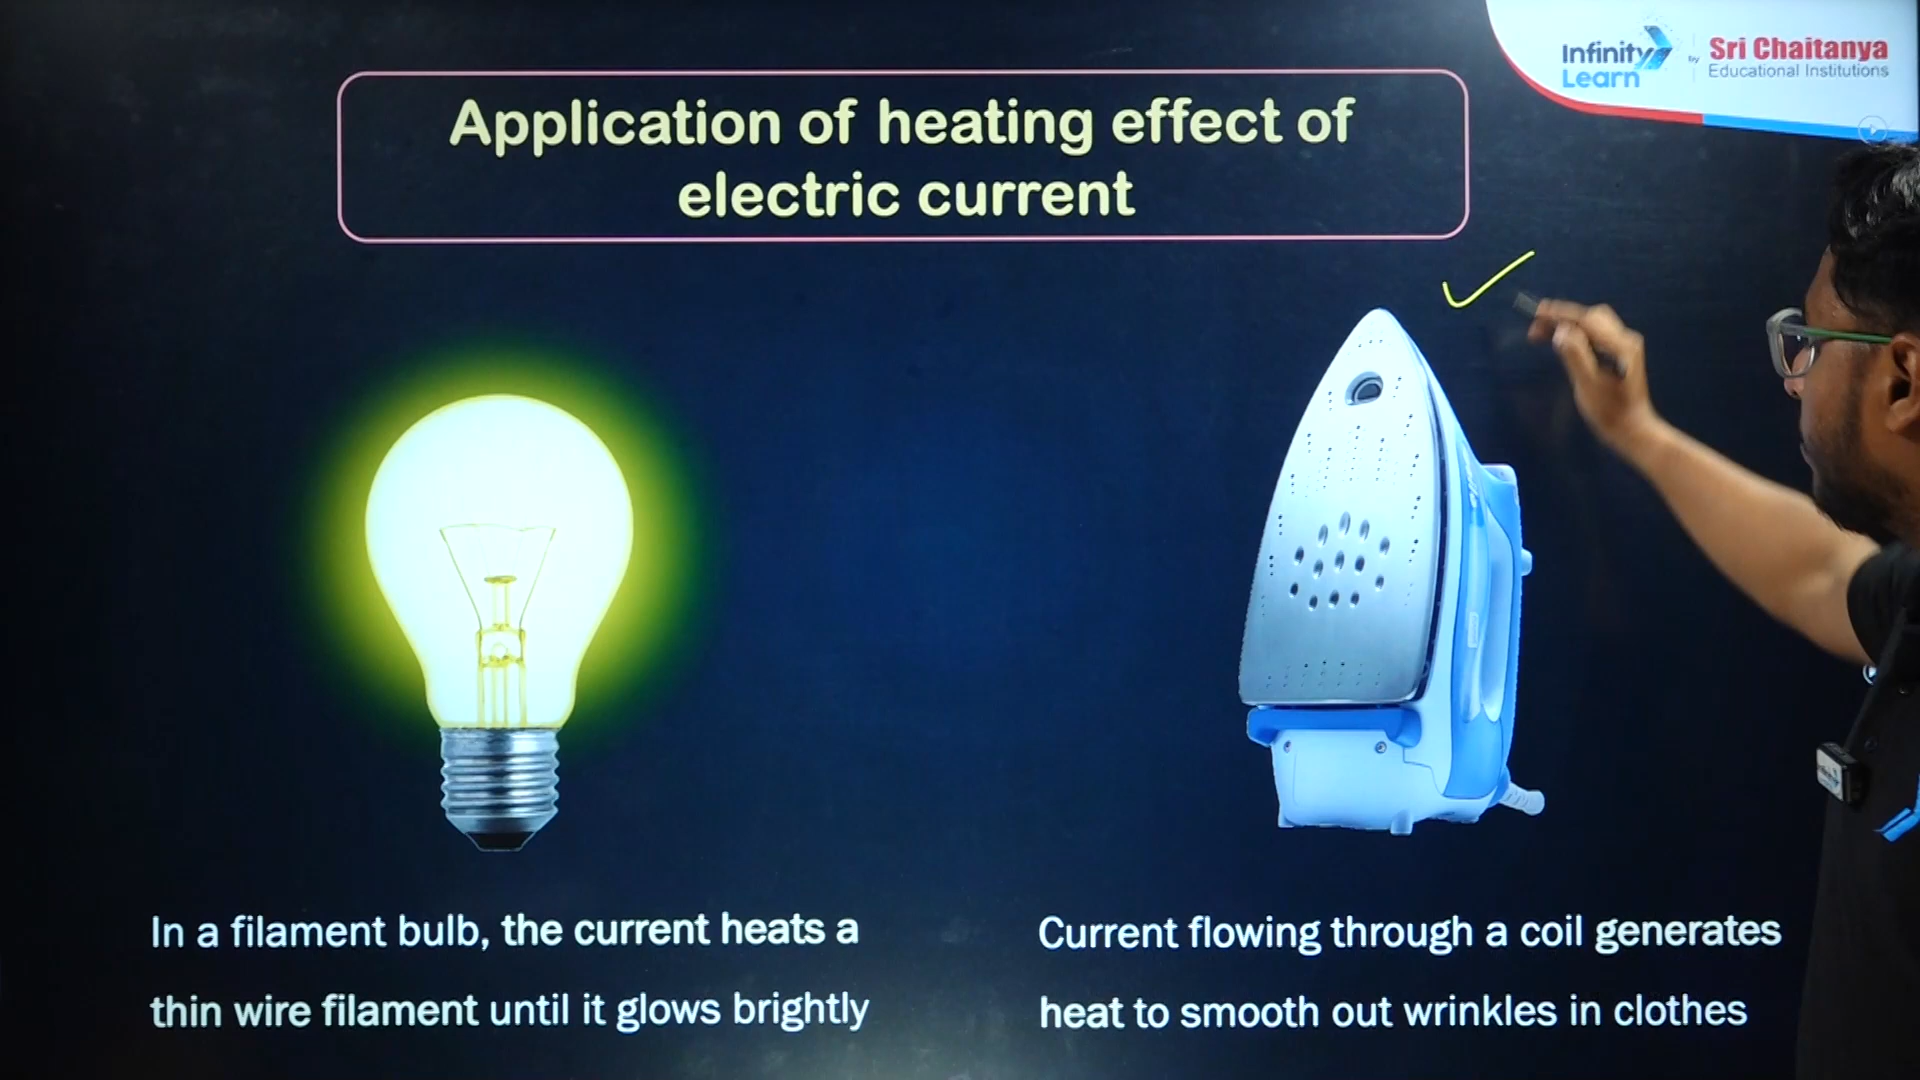 Infinity Learn
by
Sri Chaitanya
Educational Institutions
Application of heating effect of
electric current
In a filament bulb, the current heats a
thin wire filament until it glows brightly
Current flowing through a coil generates
heat to smooth out wrinkles in clothes